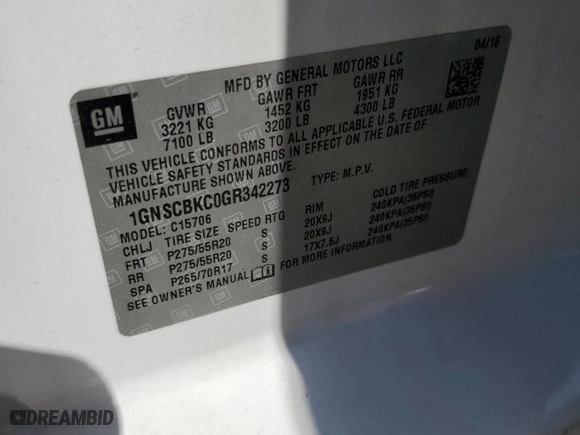 04/16
MFD BY GENERAL MOTORS LLC
GM
GVWR GAWR FRT GAWR RR
3221 KG 1452 KG 1951 KG
7100 LB 3200 LB 4300 LB
THIS VEHICLE CONFORMS TO ALL APPLICABLE U.S. FEDERAL MOTOR
VEHICLE SAFETY STANDARDS IN EFFECT ON THE DATE OF
MANUFACTURE SHOWN ABOVE.
1GNSCBKC0GR342273 TYPE: M.P.V.
MODEL: C15706
CHLJ TIRE SIZE SPEED RTG RIM COLD TIRE PRESSURE
FRT P275/55R20 S 20X9J 240KPA(35PSI)
RR P275/55R20 S 20X9J 240KPA(35PSI)
SPA P265/70R17 S 17X7.5J 240KPA(35PSI)
SEE OWNER'S MANUAL FOR MORE INFORMATION.
DREAMBID